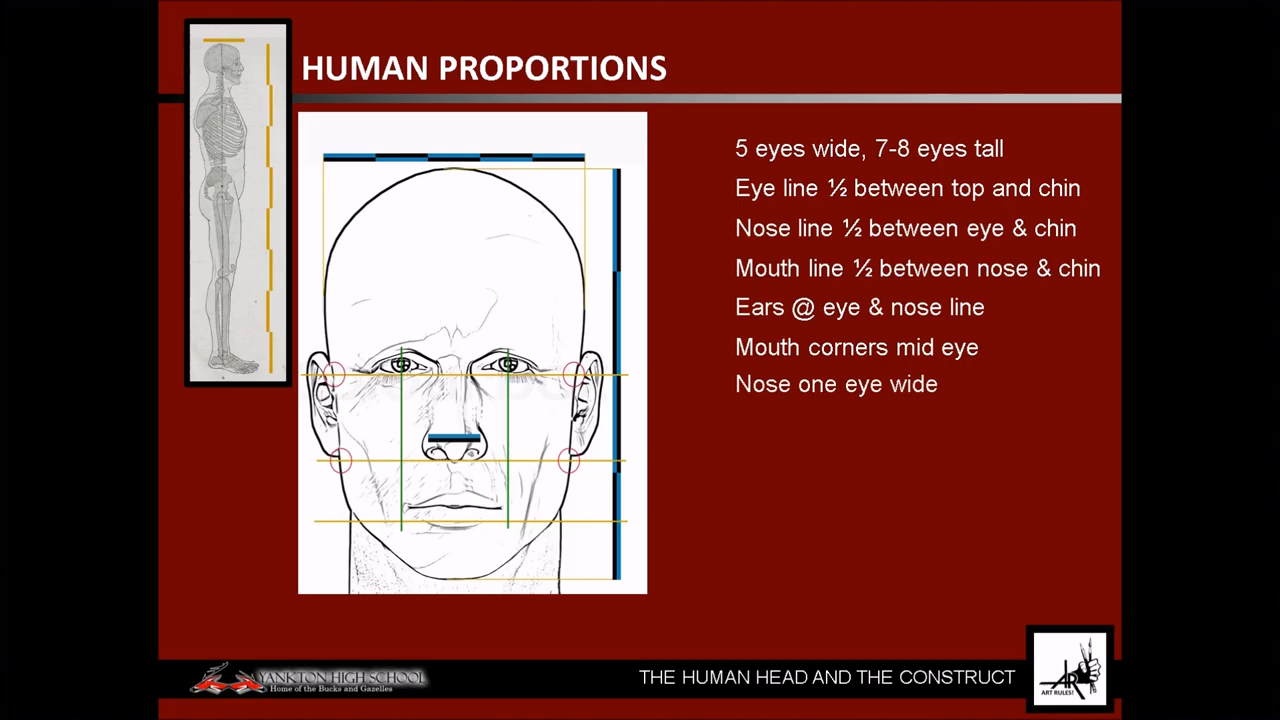 HUMAN PROPORTIONS
5 eyes wide, 7-8 eyes tall
Eye line ½ between top and chin
Nose line ½ between eye & chin
Mouth line ½ between nose & chin
Ears @ eye & nose line
Mouth corners mid eye
Nose one eye wide
YANKTON HIGH SCHOOL
Home of the Bucks and Gazelles
THE HUMAN HEAD AND THE CONSTRUCT
AR
ART RULES!